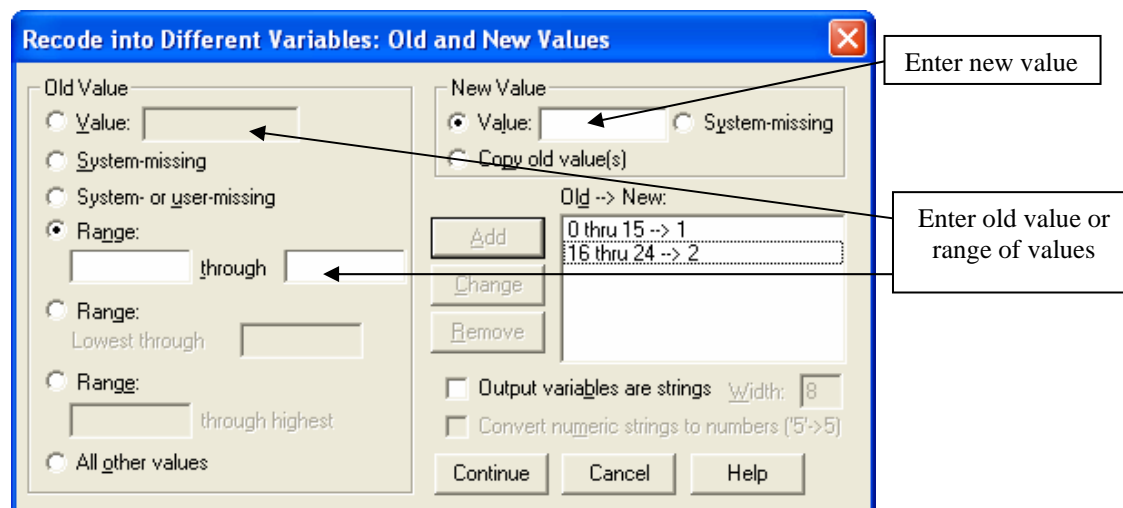 Recode into Different Variables: Old and New Values
Enter new value
Old Value
Value:
System-missing
System- or user-missing
Range:
through
Range:
Lowest through
Range:
through highest
All other values
New Value
Value:
System-missing
Copy old value(s)
Old --> New:
Add
Change
Remove
0 thru 15 --> 1
16 thru 24 --> 2
Enter old value or
range of values
Output variables are strings
Width:
8
Convert numeric strings to numbers ('5'->5)
Continue
Cancel
Help